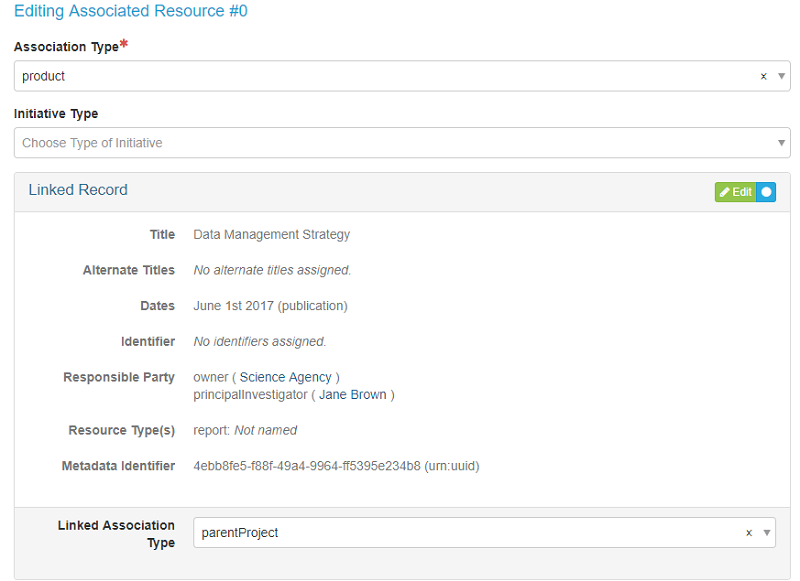 Editing Associated Resource #0
Association Type*
product x
Initiative Type
Choose Type of Initiative
Linked Record Edit
Title Data Management Strategy
Alternate Titles No alternate titles assigned.
Dates June 1st 2017 (publication)
Identifier No identifiers assigned.
Responsible Party owner ( Science Agency )
principalInvestigator ( Jane Brown )
Resource Type(s) report: Not named
Metadata Identifier 4ebb8fe5-f88f-49a4-9964-ff5395e234b8 (urn:uuid)
Linked Association
Type
parentProject x